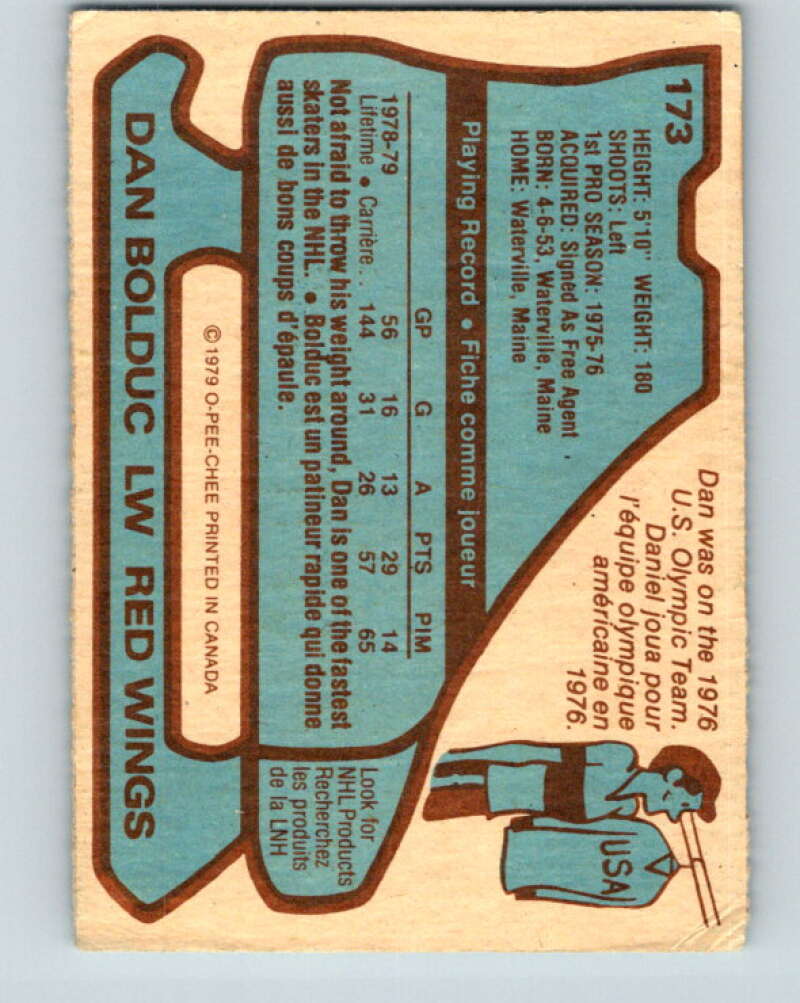 173
HEIGHT: 5'10" WEIGHT: 180
SHOOTS: Left
1st PRO SEASON: 1975-76
ACQUIRED: Signed As Free Agent
BORN: 4-6-53, Waterville, Maine
HOME: Waterville, Maine
Dan was on the 1976
U.S. Olympic Team.
Daniel joua pour
l'équipe olympique
américaine en
1976.
USA
Playing Record • Fiche comme joueur
GP G A PTS PIM
1978-79 56 16 13 29 14
Lifetime • Carrière. . 144 31 26 57 65
Not afraid to throw his weight around, Dan is one of the fastest
skaters in the NHL. • Bolduc est un patineur rapide qui donne
aussi de bons coups d'épaule.
Look for
NHL Products
Recherchez
les produits
de la LNH
© 1979 O-PEE-CHEE PRINTED IN CANADA
DAN BOLDUC LW RED WINGS